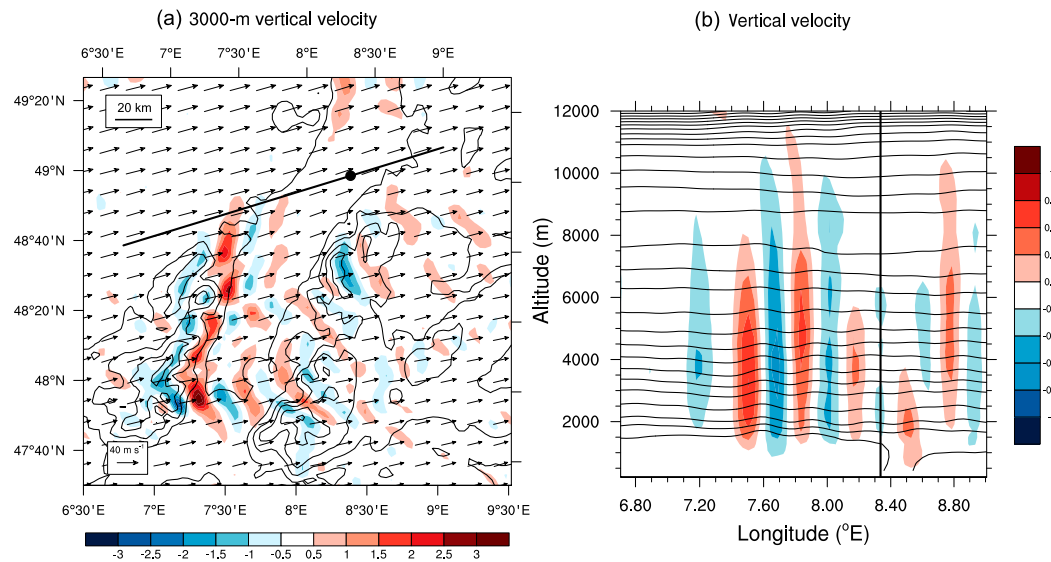 (a) 3000-m vertical velocity
(b) Vertical velocity
6°30'E 7°E 7°30'E 8°E 8°30'E 9°E
49°20'N
49°N
48°40'N
48°20'N
48°N
47°40'N
20 km
40 m s⁻¹
6°30'E 7°E 7°30'E 8°E 8°30'E 9°E
-3 -2.5 -2 -1.5 -1 -0.5 0.5 1 1.5 2 2.5 3
12000
10000
8000
6000
4000
2000
Altitude (m)
6.80 7.20 7.60 8.00 8.40 8.80
Longitude (°E)